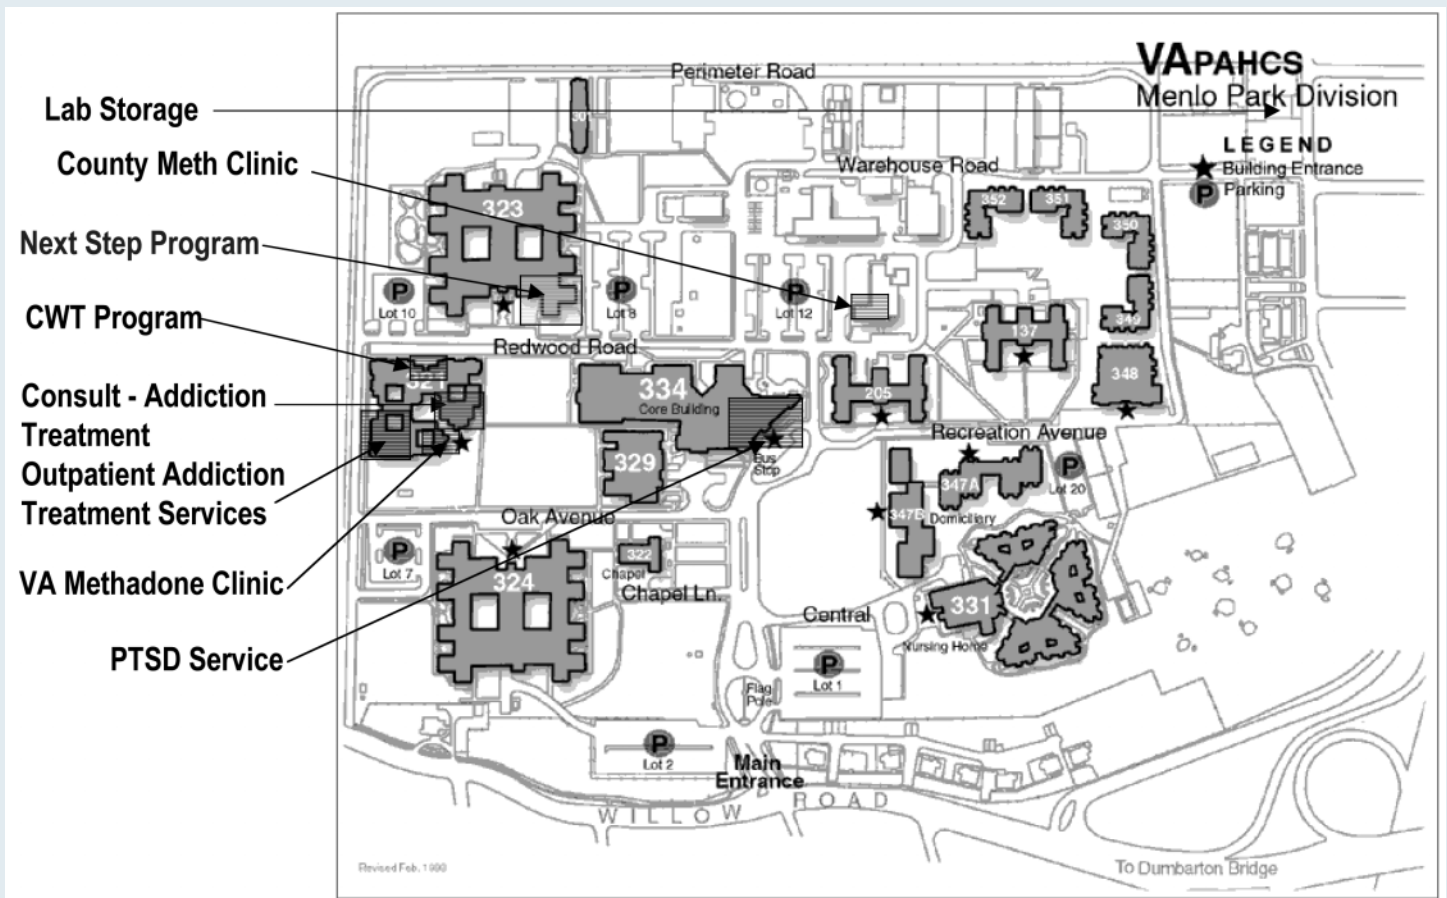 VAPAHCS
Menlo Park Division
LEGEND
Building Entrance
P Parking
Lab Storage
County Meth Clinic
Next Step Program
CWT Program
Consult - Addiction
Treatment
Outpatient Addiction
Treatment Services
VA Methadone Clinic
PTSD Service
Perimeter Road
301
Warehouse Road
323
352
351
350
P
Lot 10
P
Lot 8
P
Lot 12
349
137
Redwood Road
321
334
Core Building
205
348
Recreation Avenue
329
Bus
Stop
347A
P
Lot 20
347B
Domiciliary
Oak Avenue
P
Lot 7
324
322
Chapel
Chapel Ln.
Central
331
Nursing Home
P
Lot 1
Flag
Pole
P
Lot 2
Main
Entrance
WILLOW ROAD
To Dumbarton Bridge